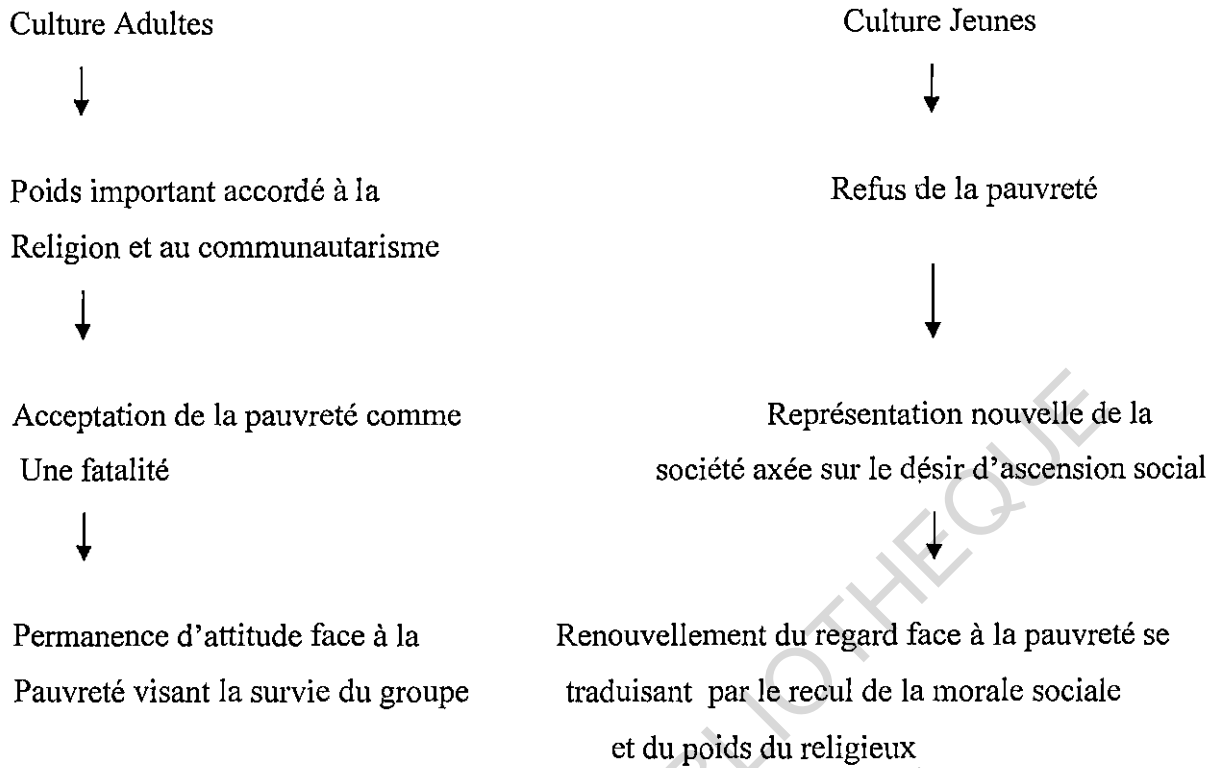 Culture Adultes
Poids important accordé à la
Religion et au communautarisme
Acceptation de la pauvreté comme
Une fatalité
Permanence d'attitude face à la
Pauvreté visant la survie du groupe
Culture Jeunes
Refus de la pauvreté
Représentation nouvelle de la
société axée sur le désir d'ascension social
Renouvellement du regard face à la pauvreté se
traduisant par le recul de la morale sociale
et du poids du religieux